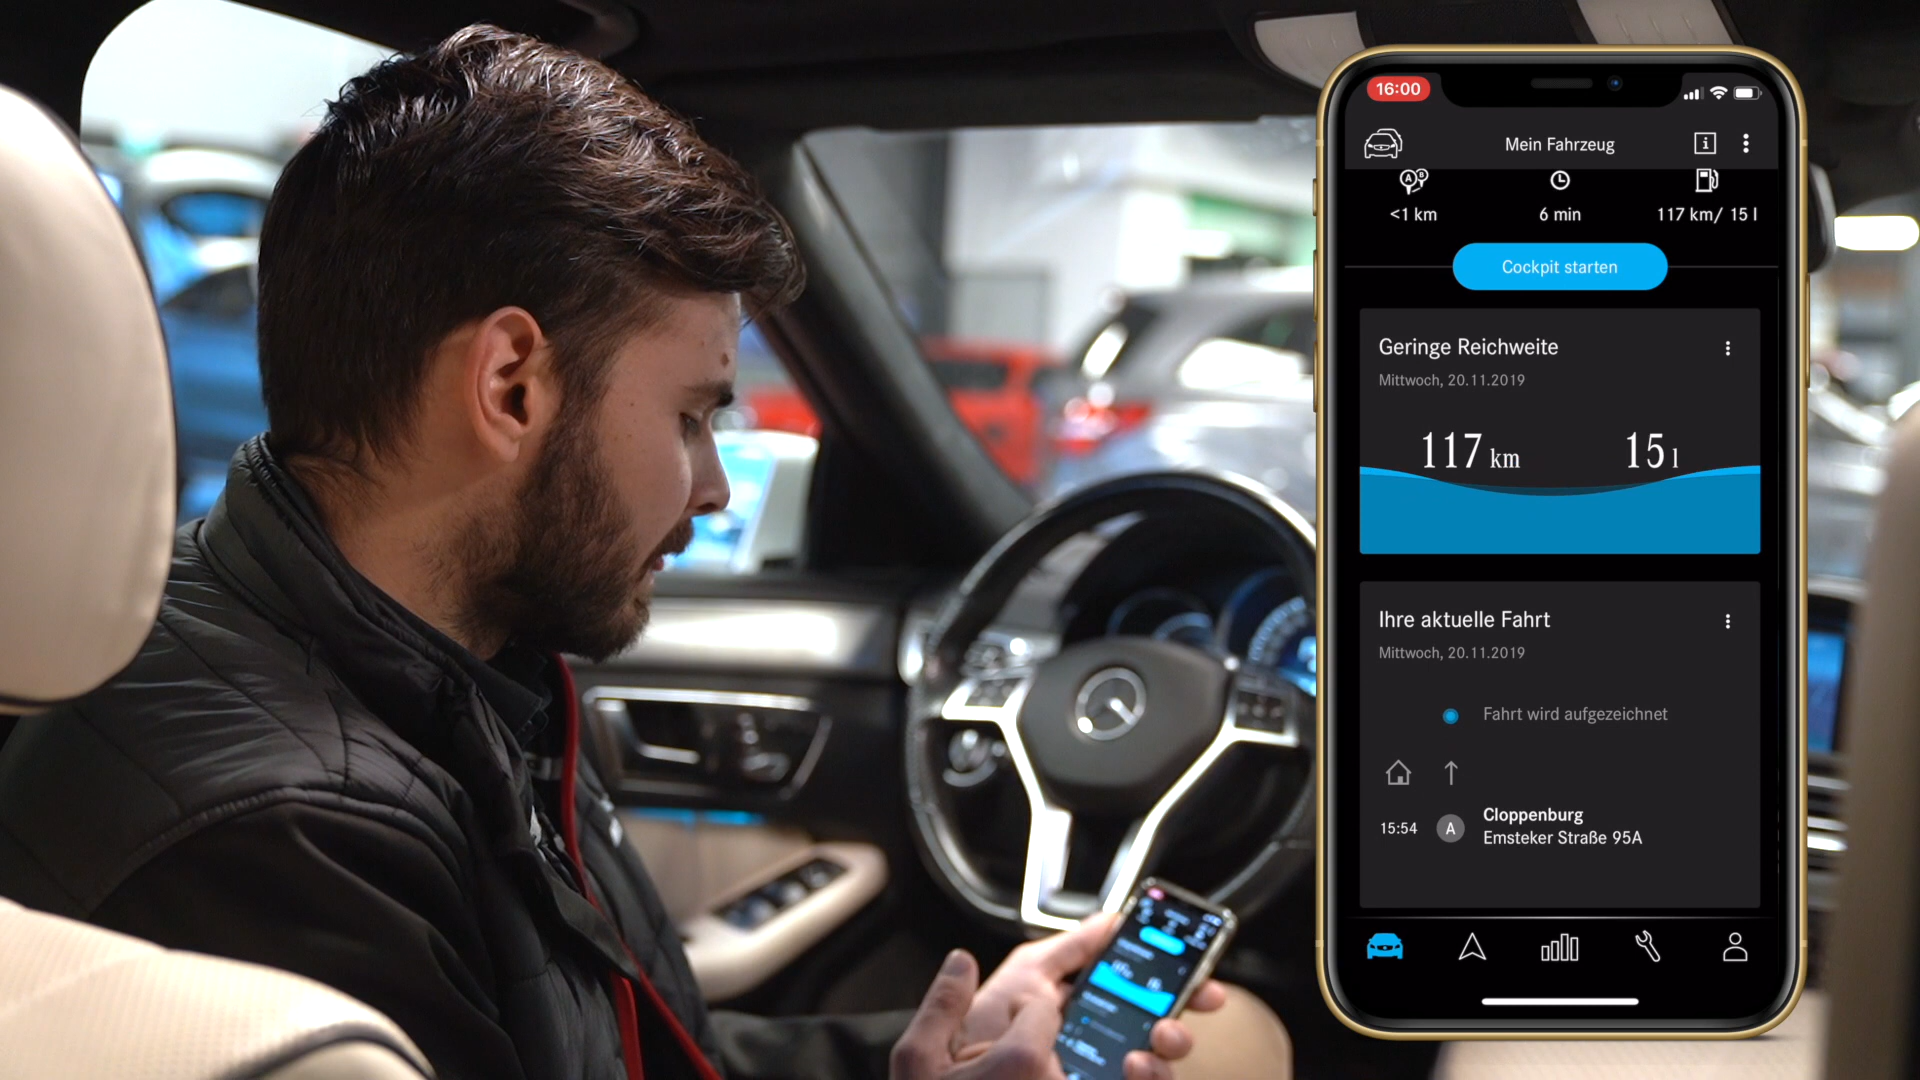 16:00
Mein Fahrzeug
A B
<1 km
6 min
117 km/ 15 l
Cockpit starten
Geringe Reichweite
Mittwoch, 20.11.2019
117 km
15 l
Ihre aktuelle Fahrt
Mittwoch, 20.11.2019
Fahrt wird aufgezeichnet
15:54
A
Cloppenburg
Emsteker Straße 95A